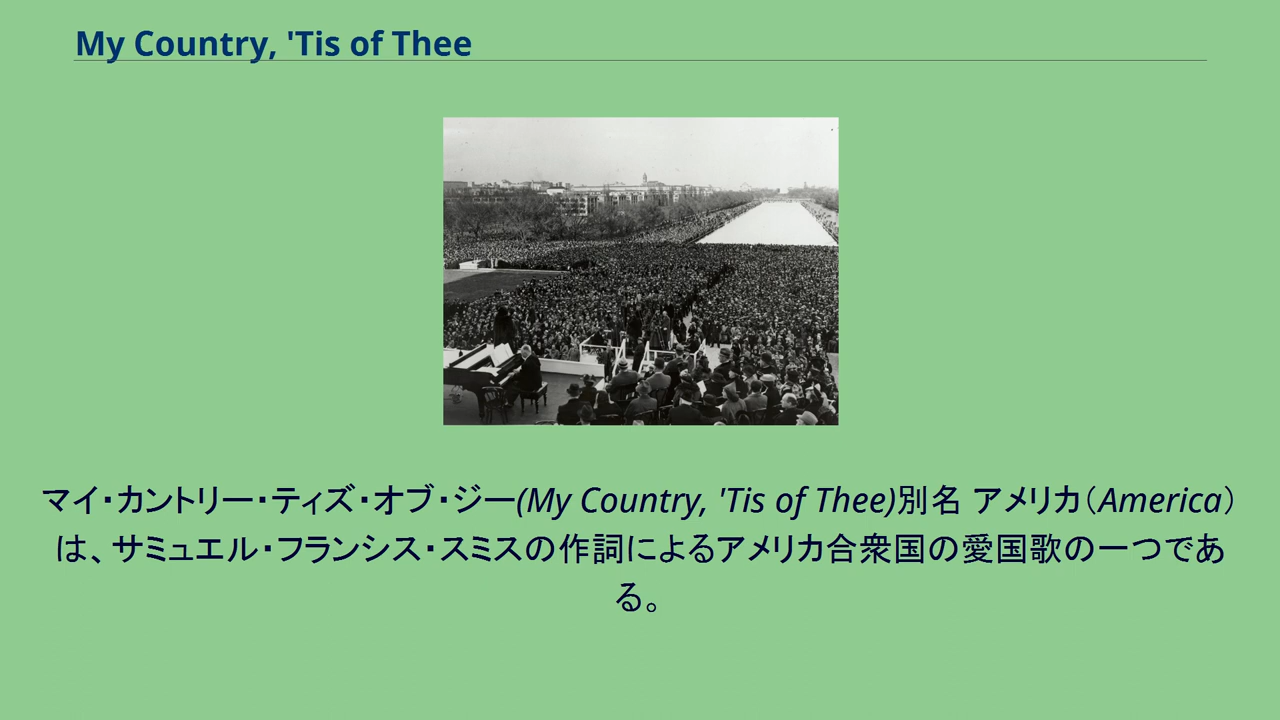 My Country, 'Tis of Thee
マイ・カントリー・ティズ・オブ・ジー(My Country, 'Tis of Thee)別名 アメリカ（America）
は、サミュエル・フランシス・スミスの作詞によるアメリカ合衆国の愛国歌の一つであ
る。